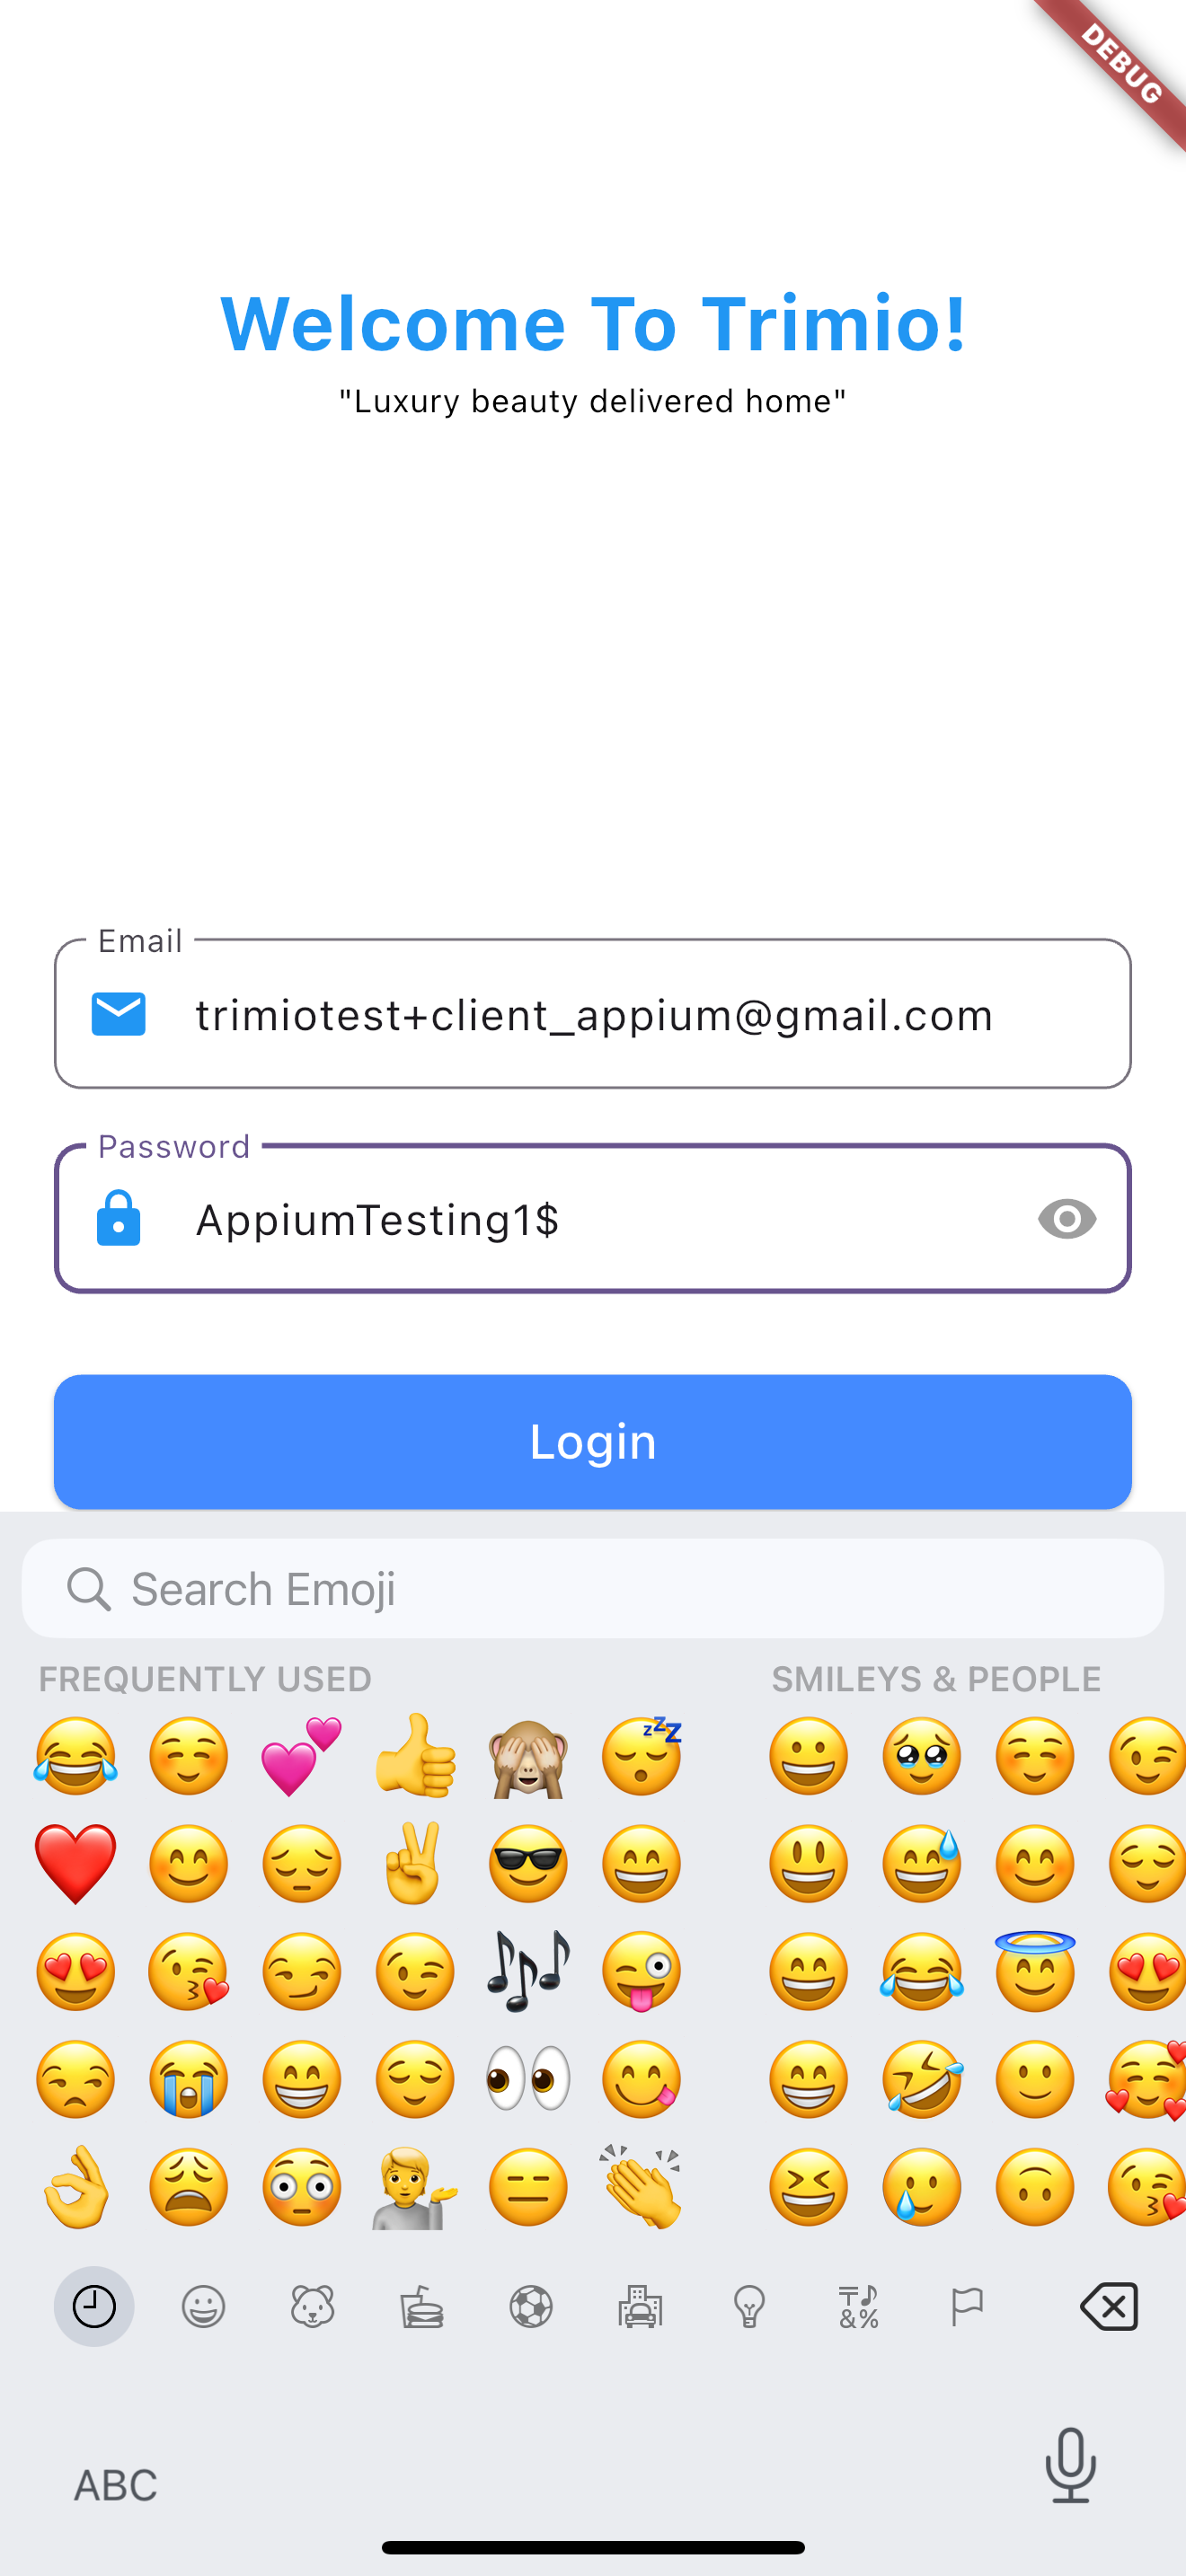 DEBUG
Welcome To Trimio!
"Luxury beauty delivered home"
Email
trimiotest+client_appium@gmail.com
Password
AppiumTesting1$
Login
Search Emoji
FREQUENTLY USED SMILEYS & PEOPLE
ABC